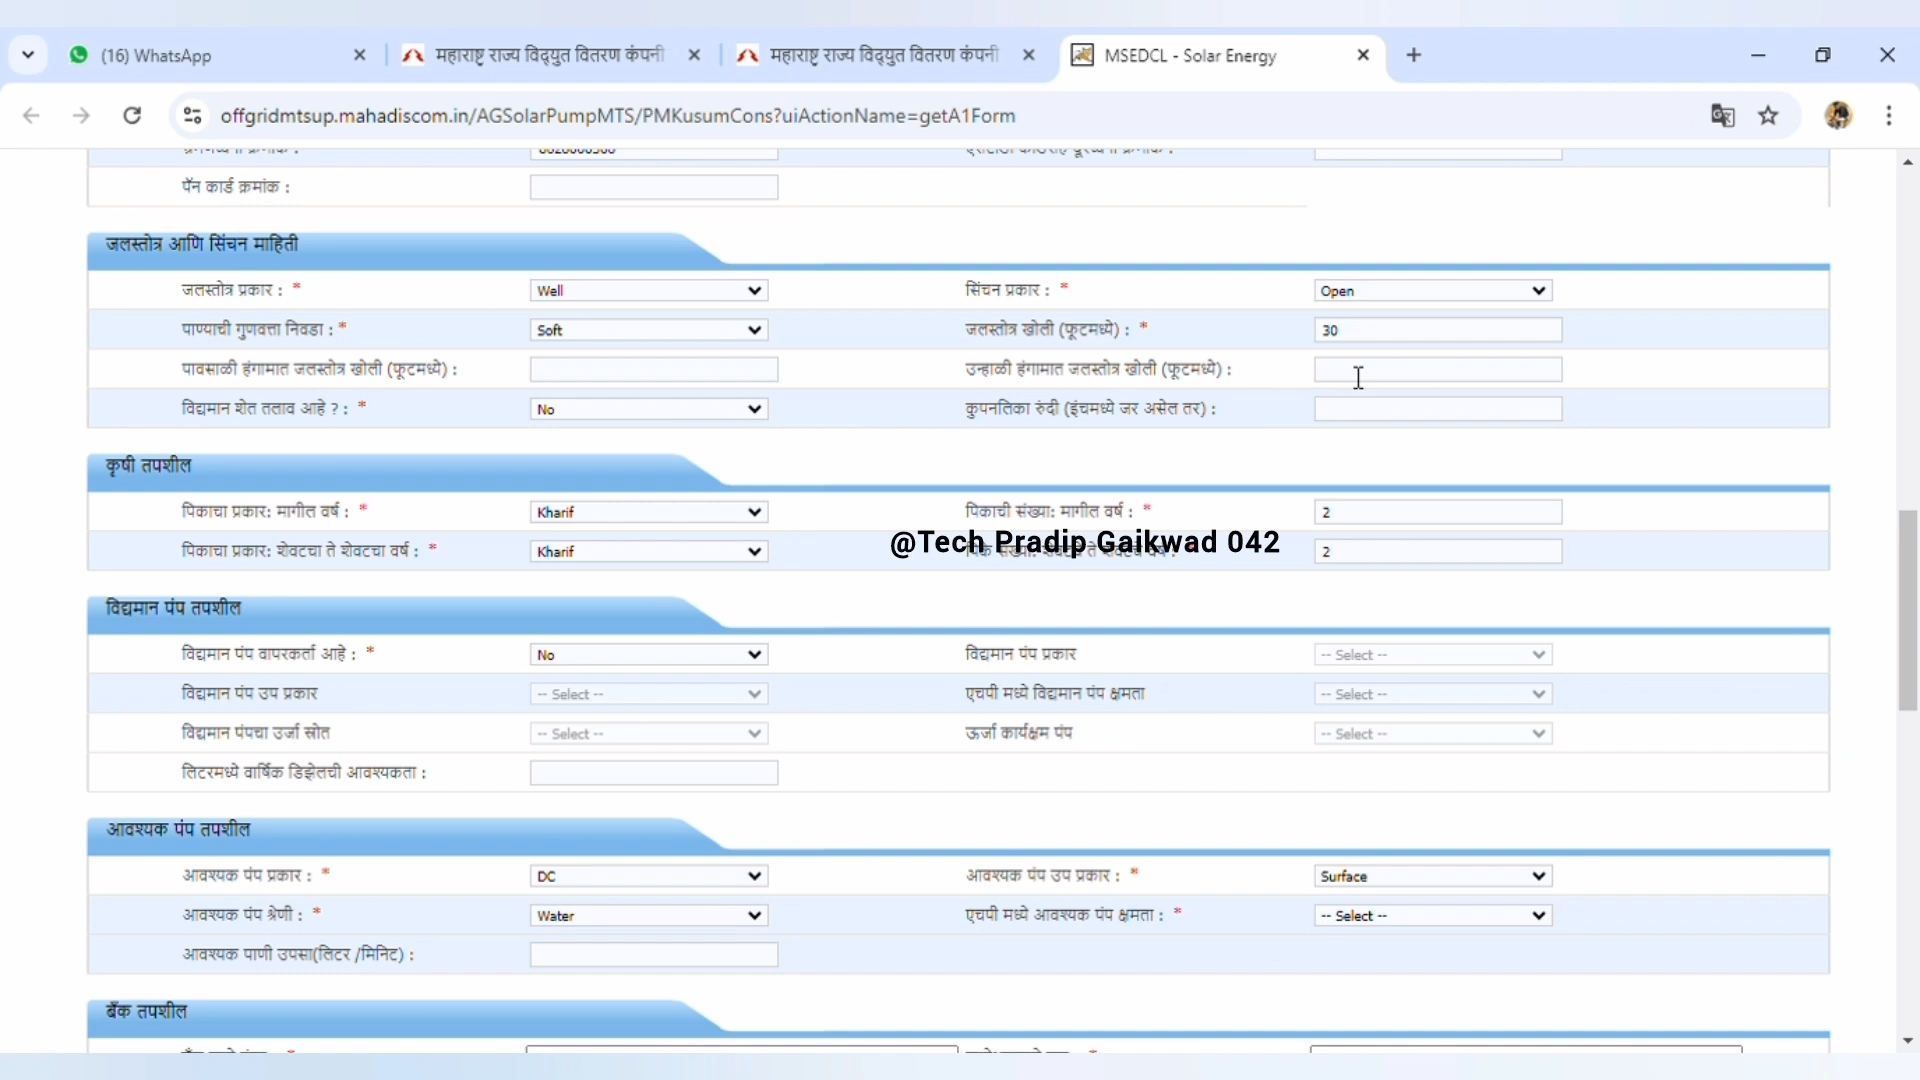 (16) WhatsApp
महाराष्ट्र राज्य विद्युत वितरण कंपनी
महाराष्ट्र राज्य विद्युत वितरण कंपनी
MSEDCL - Solar Energy
offgridmtsup.mahadiscom.in/AGSolarPumpMTS/PMKusumCons?uiActionName=getA1Form
पॅन कार्ड क्रमांक :
जलस्तोत्र आणि सिंचन माहिती
जलस्तोत्र प्रकार : * Well सिंचन प्रकार : * Open
पाण्याची गुणवत्ता निवडा : * Soft जलस्तोत्र खोली (फूटमध्ये) : * 30
पावसाळी हंगामात जलस्तोत्र खोली (फूटमध्ये) : उन्हाळी हंगामात जलस्तोत्र खोली (फूटमध्ये) :
विद्यमान शेत तलाव आहे ? : * No कुपनलिका रुंदी (इंचमध्ये जर असेल तर) :
कृषी तपशील
पिकाचा प्रकार: मागील वर्ष : * Kharif पिकाची संख्या: मागील वर्ष : * 2
पिकाचा प्रकार: शेवटचा ते शेवटचा वर्ष : * Kharif 2
@Tech Pradip Gaikwad 042
विद्यमान पंप तपशील
विद्यमान पंप वापरकर्ता आहे : * No विद्यमान पंप प्रकार -- Select --
विद्यमान पंप उप प्रकार -- Select -- एचपी मध्ये विद्यमान पंप क्षमता -- Select --
विद्यमान पंपचा उर्जा स्रोत -- Select -- ऊर्जा कार्यक्षम पंप -- Select --
लिटरमध्ये वार्षिक डिझेलची आवश्यकता :
आवश्यक पंप तपशील
आवश्यक पंप प्रकार : * DC आवश्यक पंप उप प्रकार : * Surface
आवश्यक पंप श्रेणी : * Water एचपी मध्ये आवश्यक पंप क्षमता : * -- Select --
आवश्यक पाणी उपसा(लिटर /मिनिट) :
बँक तपशील